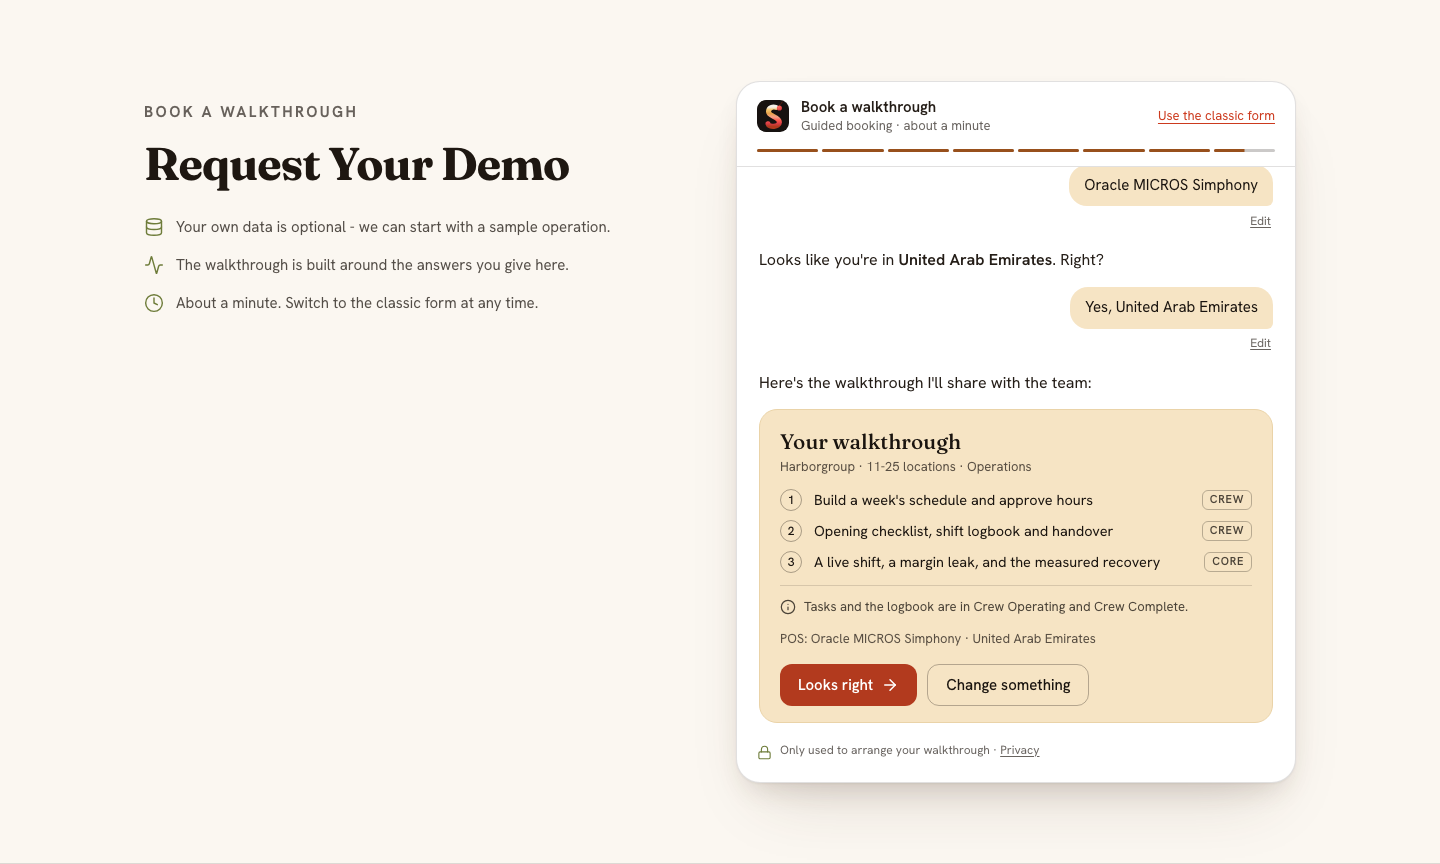 BOOK A WALKTHROUGH
Request Your Demo
Your own data is optional - we can start with a sample operation.
The walkthrough is built around the answers you give here.
About a minute. Switch to the classic form at any time.
Book a walkthrough
Guided booking · about a minute
Use the classic form
Oracle MICROS Simphony
Edit
Looks like you're in United Arab Emirates. Right?
Yes, United Arab Emirates
Edit
Here's the walkthrough I'll share with the team:
Your walkthrough
Harborgroup · 11-25 locations · Operations
1 Build a week's schedule and approve hours CREW
2 Opening checklist, shift logbook and handover CREW
3 A live shift, a margin leak, and the measured recovery CORE
Tasks and the logbook are in Crew Operating and Crew Complete.
POS: Oracle MICROS Simphony · United Arab Emirates
Looks right
Change something
Only used to arrange your walkthrough · Privacy